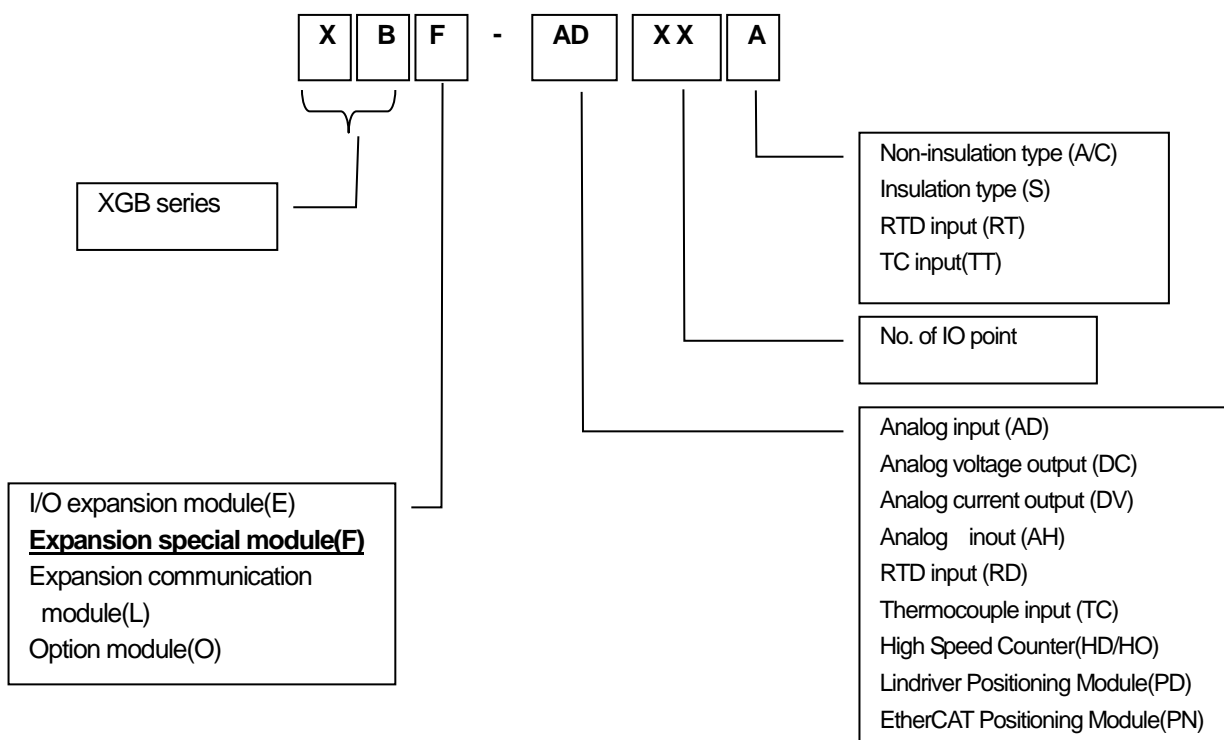 X B F - AD XX A
Non-insulation type (A/C)
Insulation type (S)
RTD input (RT)
TC input(TT)
XGB series
No. of IO point
Analog input (AD)
Analog voltage output (DC)
Analog current output (DV)
Analog inout (AH)
RTD input (RD)
Thermocouple input (TC)
High Speed Counter(HD/HO)
Lindriver Positioning Module(PD)
EtherCAT Positioning Module(PN)
I/O expansion module(E)
Expansion special module(F)
Expansion communication
module(L)
Option module(O)